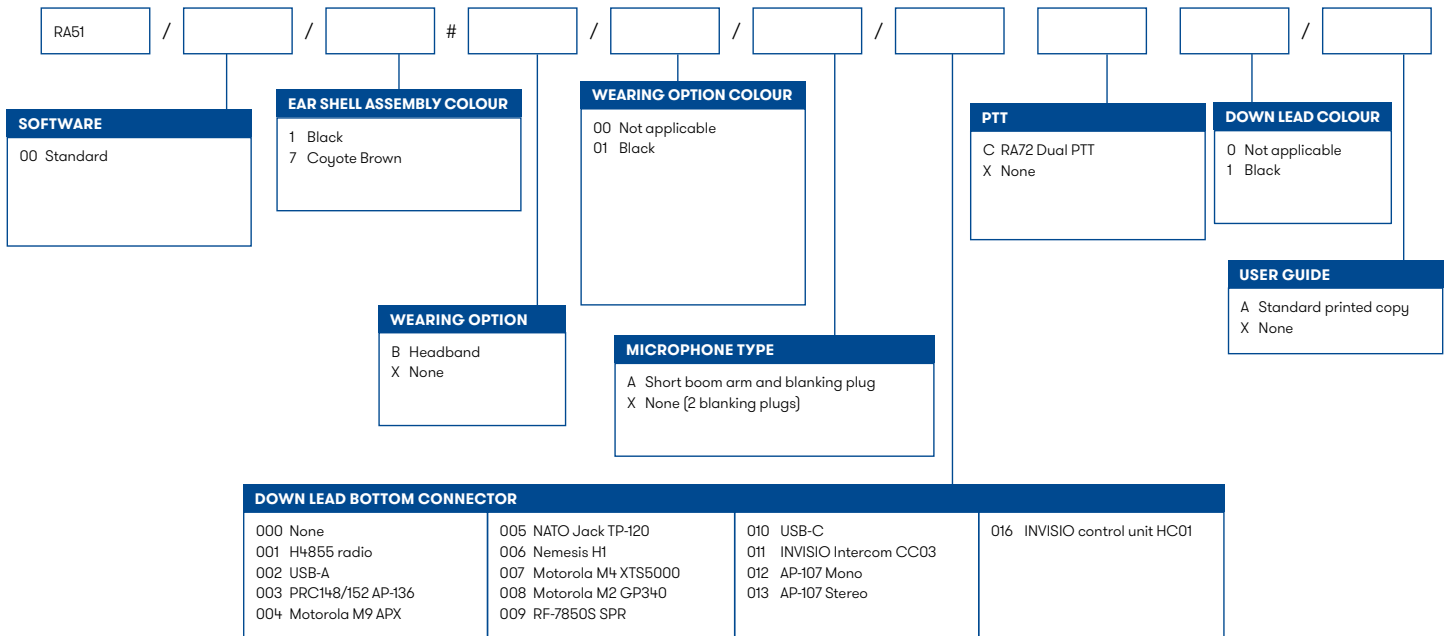 RA51 / / # / / / /
SOFTWARE
00 Standard
EAR SHELL ASSEMBLY COLOUR
1 Black
7 Coyote Brown
WEARING OPTION
B Headband
X None
WEARING OPTION COLOUR
00 Not applicable
01 Black
MICROPHONE TYPE
A Short boom arm and blanking plug
X None (2 blanking plugs)
PTT
C RA72 Dual PTT
X None
DOWN LEAD COLOUR
0 Not applicable
1 Black
USER GUIDE
A Standard printed copy
X None
DOWN LEAD BOTTOM CONNECTOR
000 None
001 H4855 radio
002 USB-A
003 PRC148/152 AP-136
004 Motorola M9 APX
005 NATO Jack TP-120
006 Nemesis H1
007 Motorola M4 XTS5000
008 Motorola M2 GP340
009 RF-7850S SPR
010 USB-C
011 INVISIO Intercom CC03
012 AP-107 Mono
013 AP-107 Stereo
016 INVISIO control unit HC01